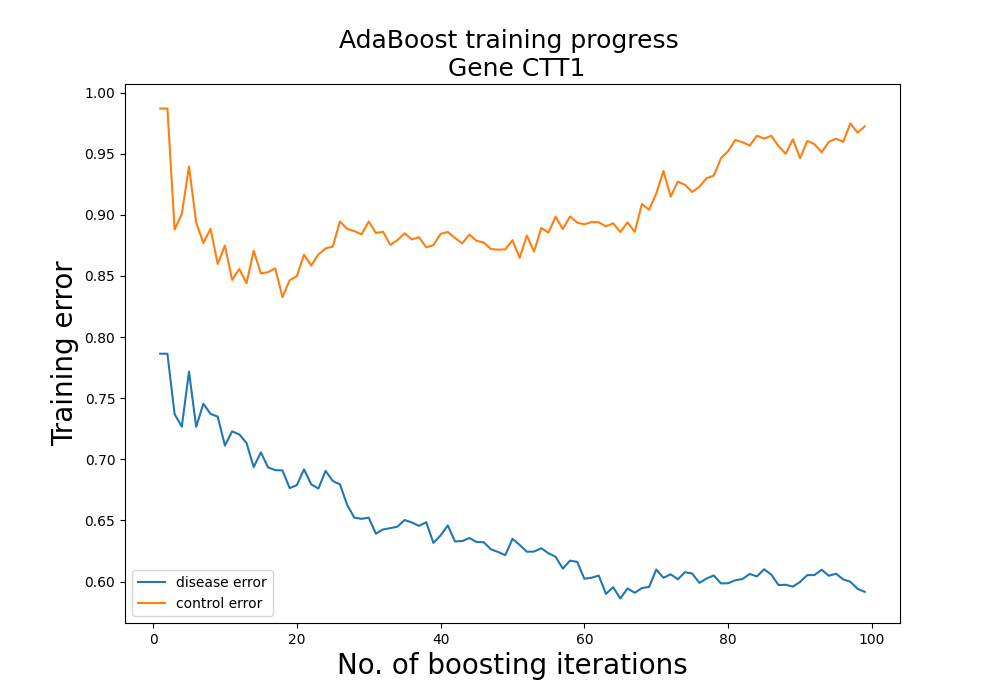 AdaBoost training progress
Gene CTT1
Training error
1.00
0.95
0.90
0.85
0.80
0.75
0.70
0.65
0.60
disease error
control error
0 20 40 60 80 100
No. of boosting iterations